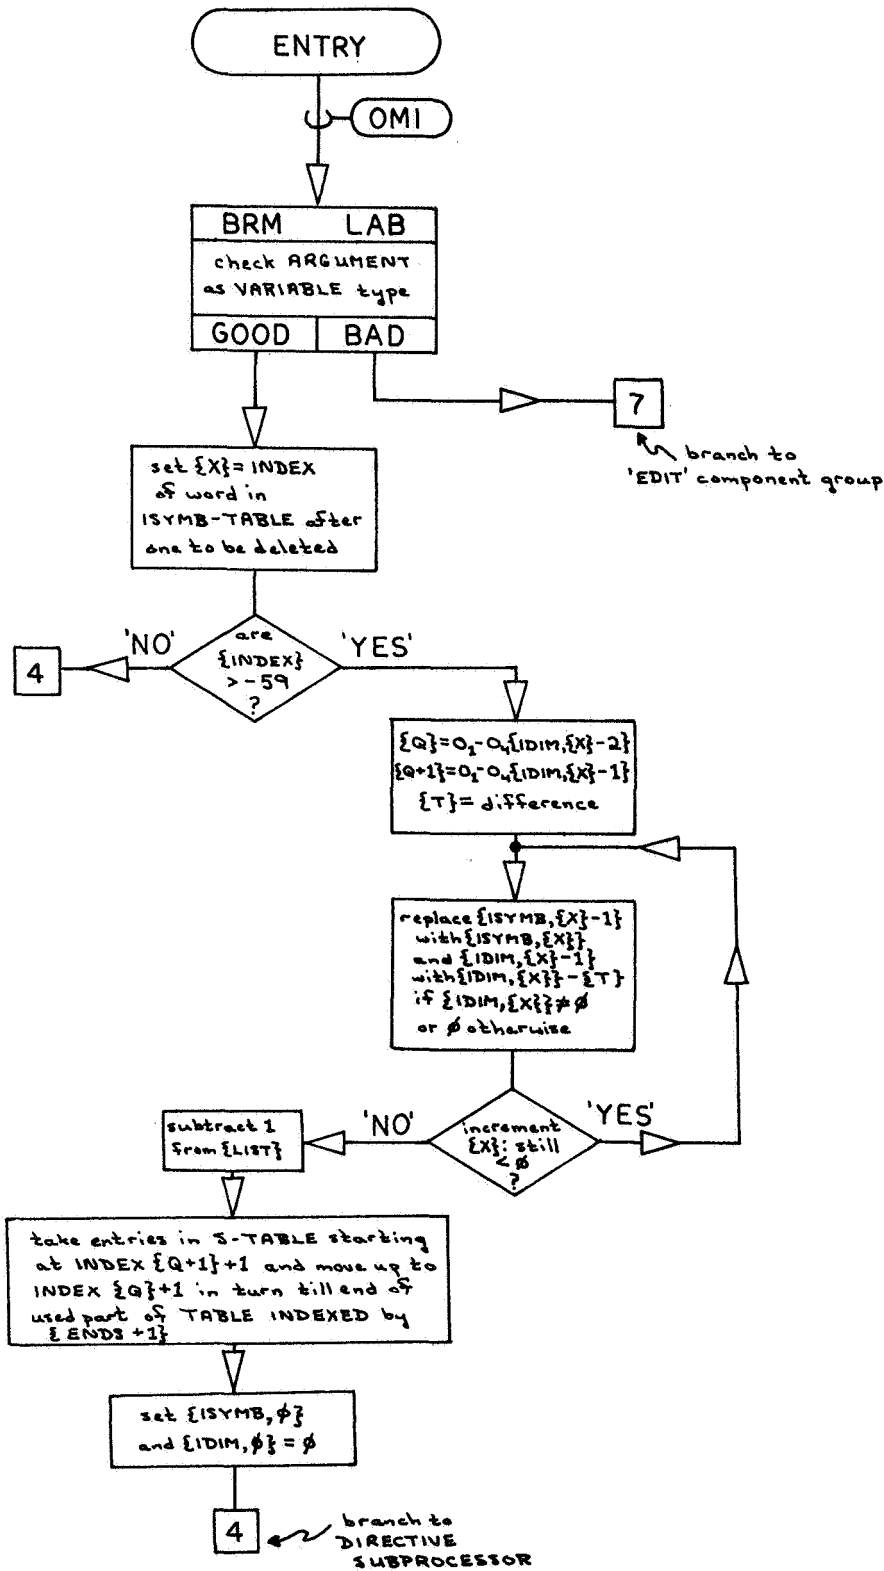 ENTRY
OMI
BRM LAB
check ARGUMENT
as VARIABLE type
GOOD BAD
7
branch to
'EDIT' component group
set {X}=INDEX
of word in
ISYMB-TABLE after
one to be deleted
'NO'
are
{INDEX}
>-59
?
'YES'
4
{Q}=O₁-O₄{IDIM,{X}-2}
{Q+1}=O₁-O₄{IDIM,{X}-1}
{T}= difference
replace{ISYMB,{X}-1}
with{ISYMB,{X}}
and {IDIM,{X}-1}
with{IDIM,{X}}-{T}
if {IDIM,{X}}≠ø
or ø otherwise
increment
{X}: still
< ø
?
'YES'
'NO'
subtract 1
from {LIST}
take entries in S-TABLE starting
at INDEX {Q+1}+1 and move up to
INDEX {Q}+1 in turn till end of
used part of TABLE INDEXED by
{ENDS+1}
set {ISYMB,ø}
and {IDIM,ø} = ø
4
branch to
DIRECTIVE
SUBPROCESSOR